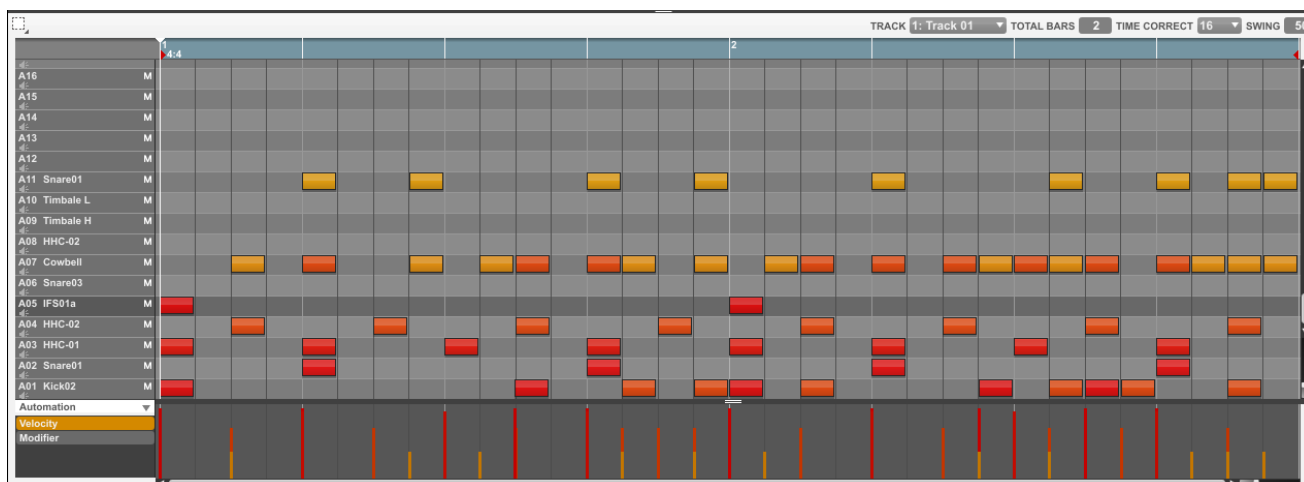 TRACK 1: Track 01 TOTAL BARS 2 TIME CORRECT 16 SWING
1 2
4:4
A16 M
A15 M
A14 M
A13 M
A12 M
A11 Snare01 M
A10 Timbale L M
A09 Timbale H M
A08 HHC-02 M
A07 Cowbell M
A06 Snare03 M
A05 IFS01a M
A04 HHC-02 M
A03 HHC-01 M
A02 Snare01 M
A01 Kick02 M
Automation
Velocity
Modifier